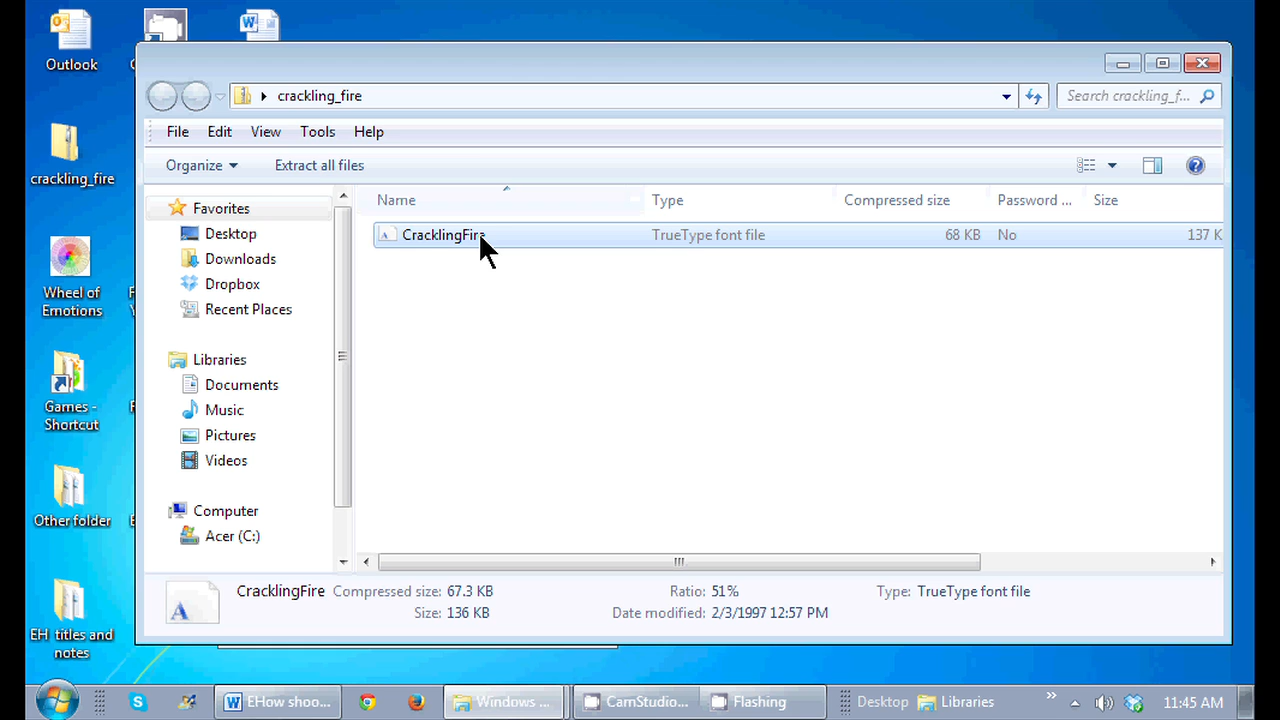 Outlook
crackling_fire
Search crackling_f...
File Edit View Tools Help
Organize Extract all files
crackling_fire
Name Type Compressed size Password ... Size
Favorites
CracklingFire TrueType font file 68 KB No 137 K
Desktop
Downloads
Dropbox
Recent Places
Wheel of
Emotions
Libraries
Documents
Music
Pictures
Videos
Games -
Shortcut
Computer
Acer (C:)
Other folder
CracklingFire Compressed size: 67.3 KB Ratio: 51% Type: TrueType font file
Size: 136 KB Date modified: 2/3/1997 12:57 PM
EH titles and
notes
EHow shoo... Windows ... CamStudio... Flashing Desktop Libraries 11:45 AM